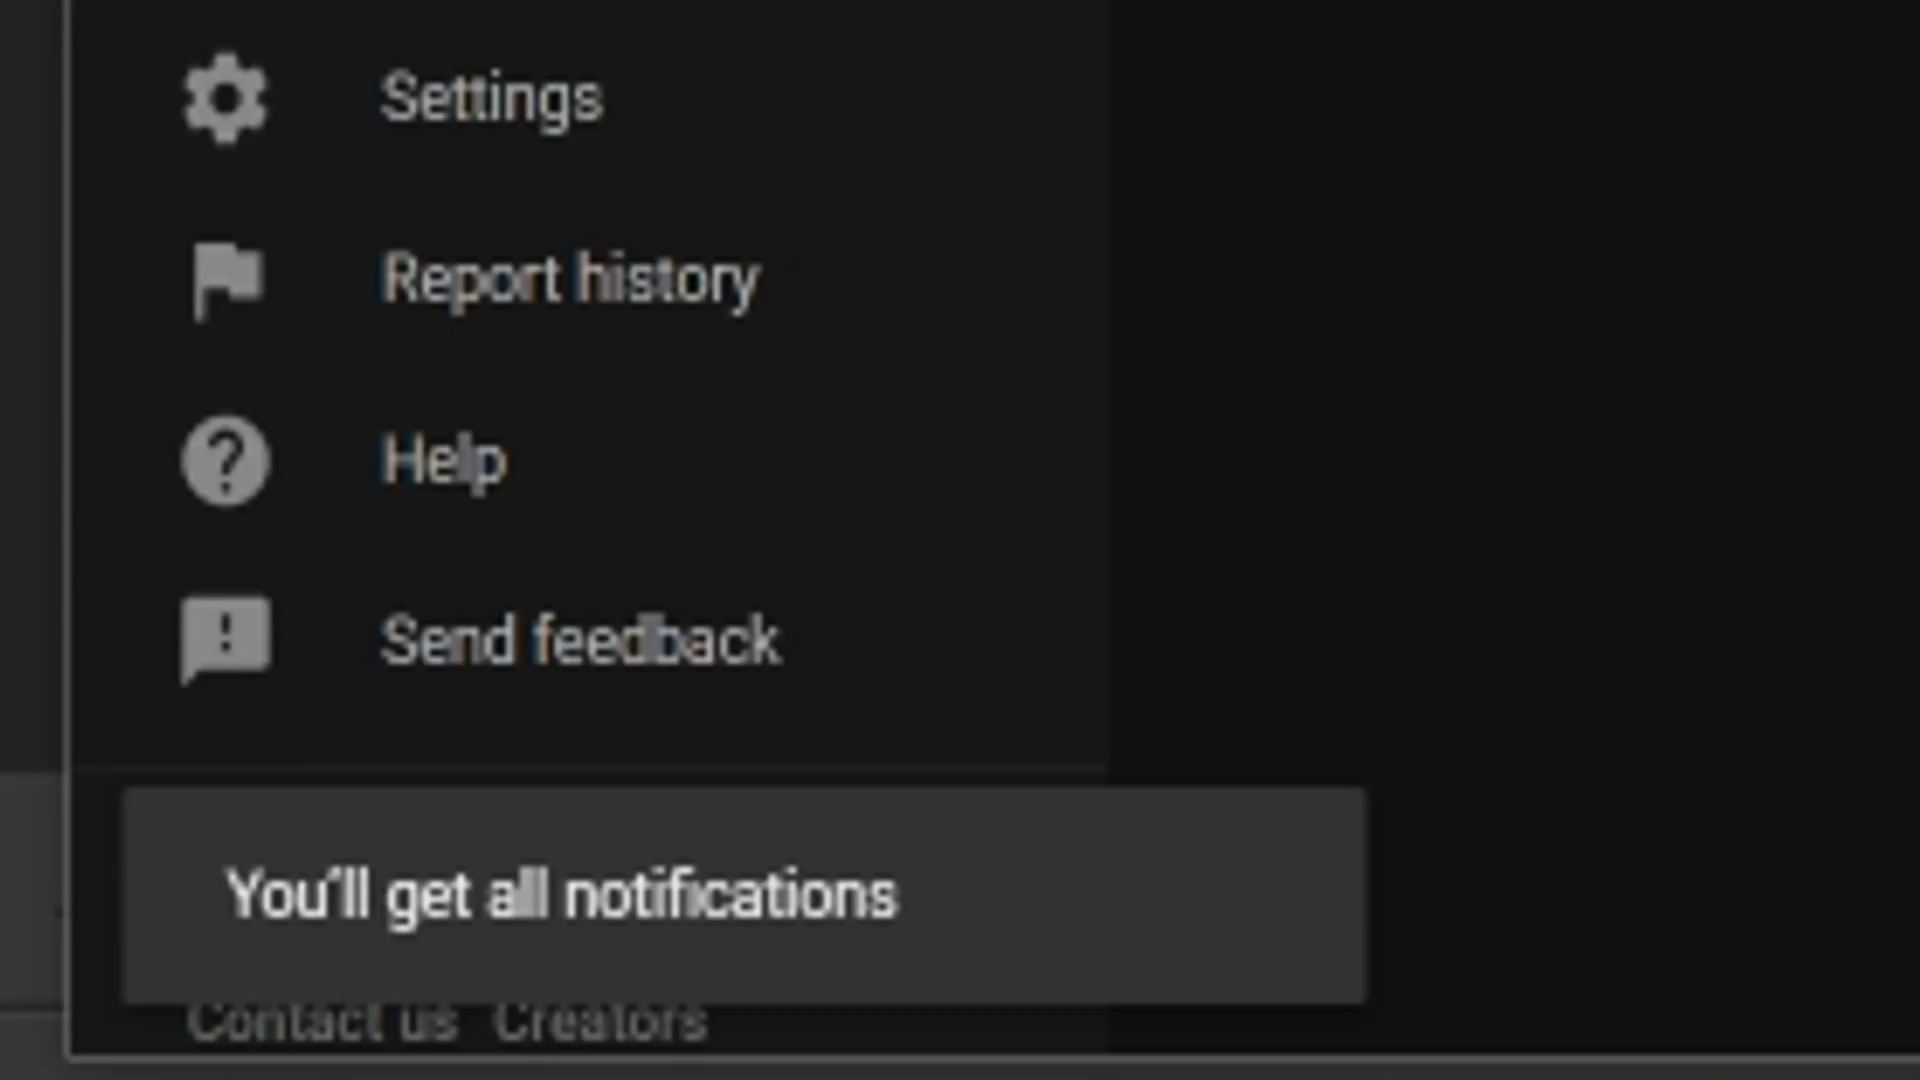 Settings
Report history
Help
Send feedback
You'll get all notifications
Contact us Creators